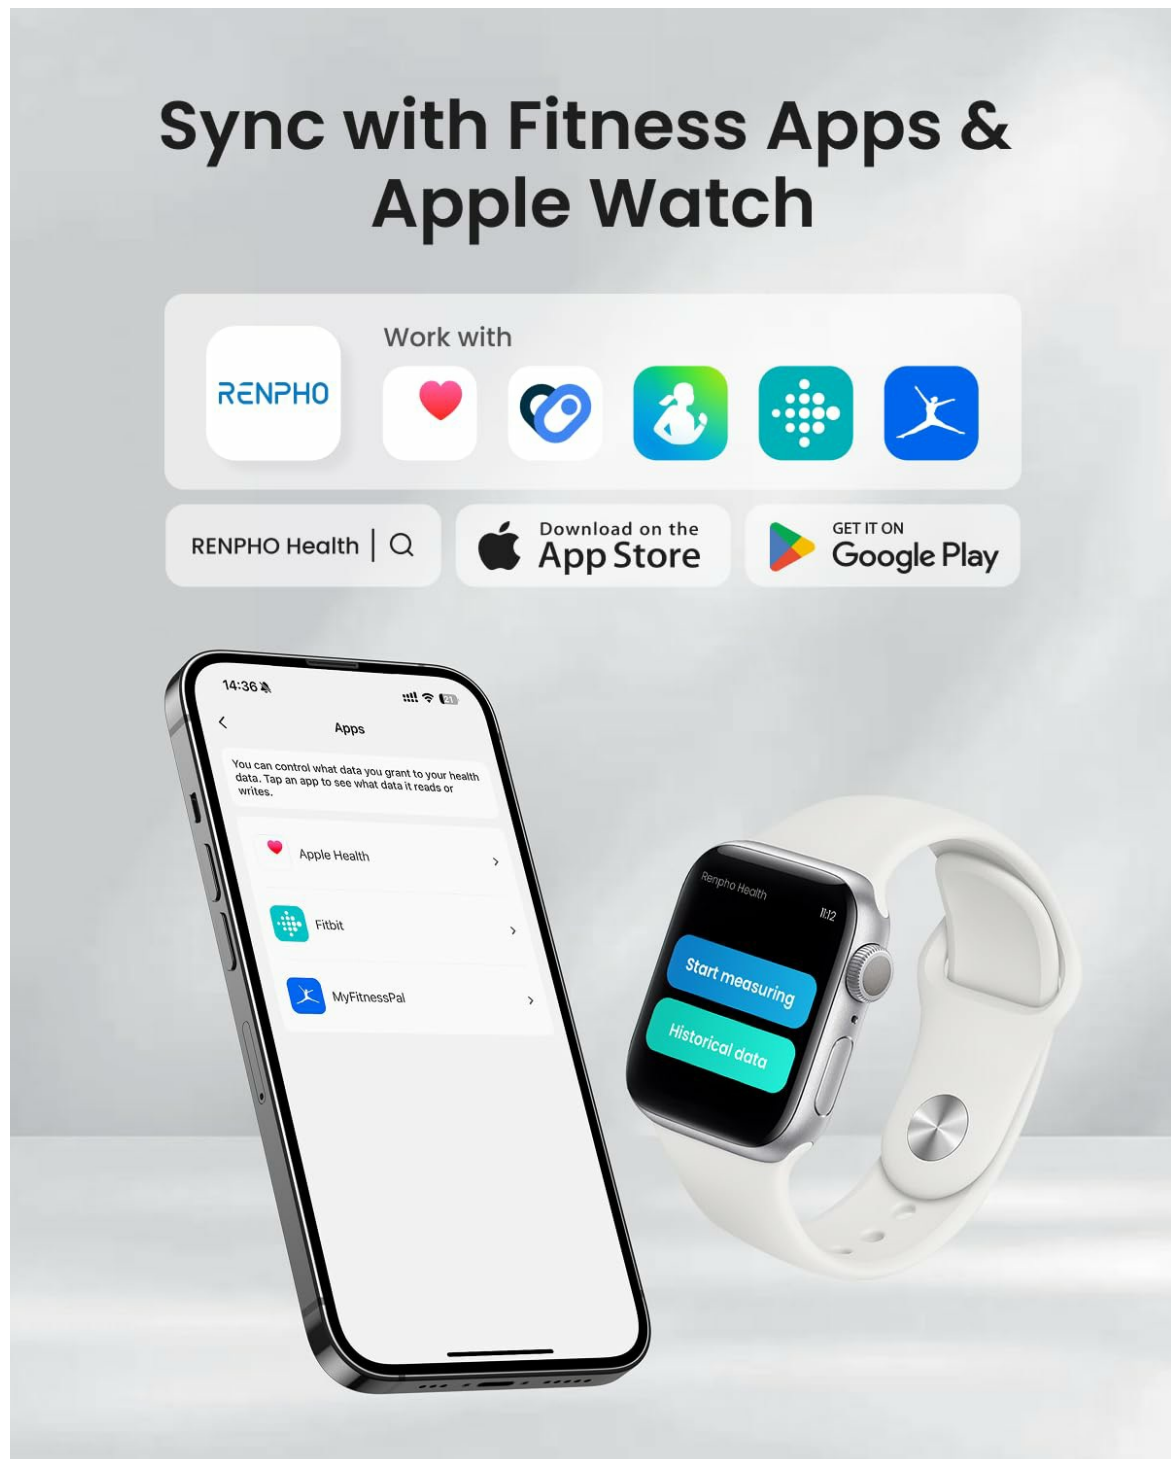 Sync with Fitness Apps &
Apple Watch
RENPHO
Work with
RENPHO Health
Download on the
App Store
GET IT ON
Google Play
14:36
21
Apps
You can control what data you grant to your health
data. Tap an app to see what data it reads or
writes.
Apple Health
Fitbit
MyFitnessPal
Renpho Health
11:12
Start measuring
Historical data